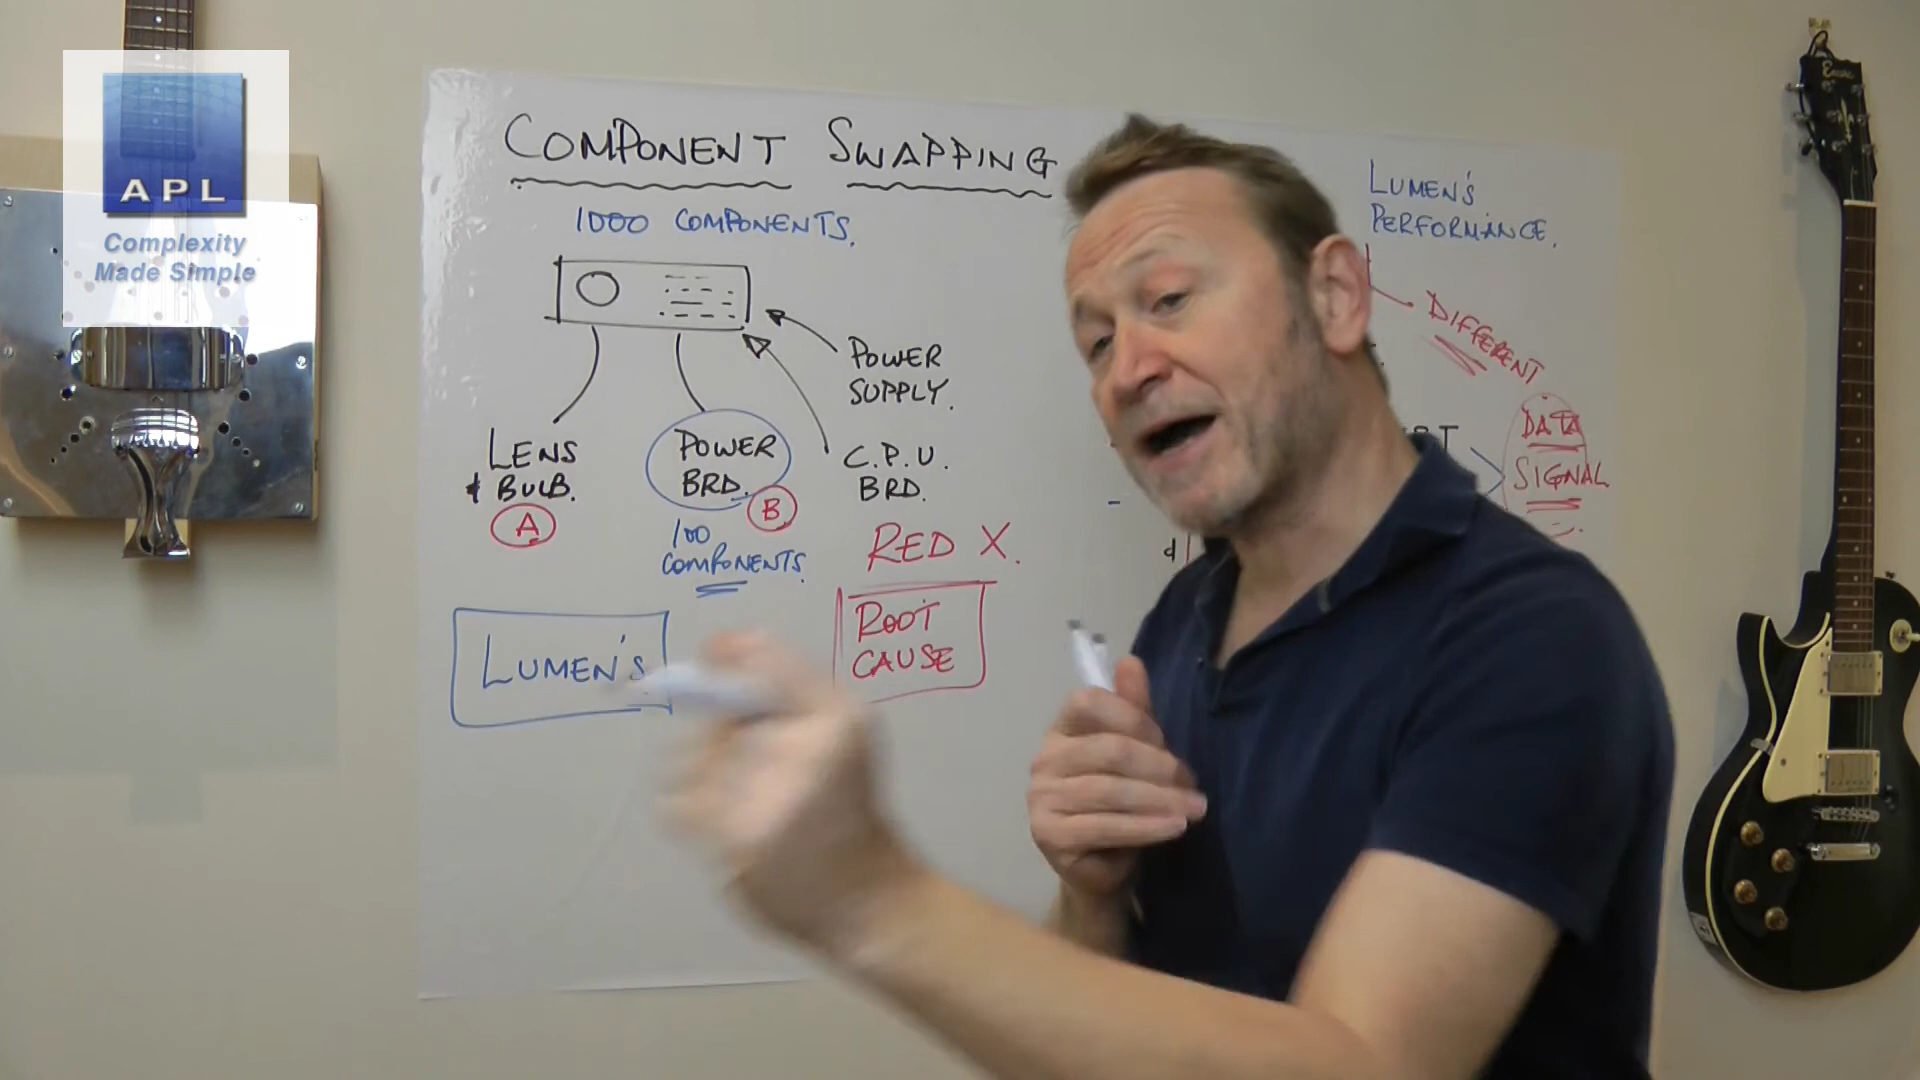 APL
Complexity
Made Simple
COMPONENT SWAPPING
1000 COMPONENTS.
POWER
SUPPLY.
LENS
& BULB.
A
POWER
BRD.
B
100
COMPONENTS.
C.P.U.
BRD.
RED X.
ROOT
CAUSE
LUMEN'S
LUMEN'S
PERFORMANCE.
DIFFERENT
DATA
SIGNAL